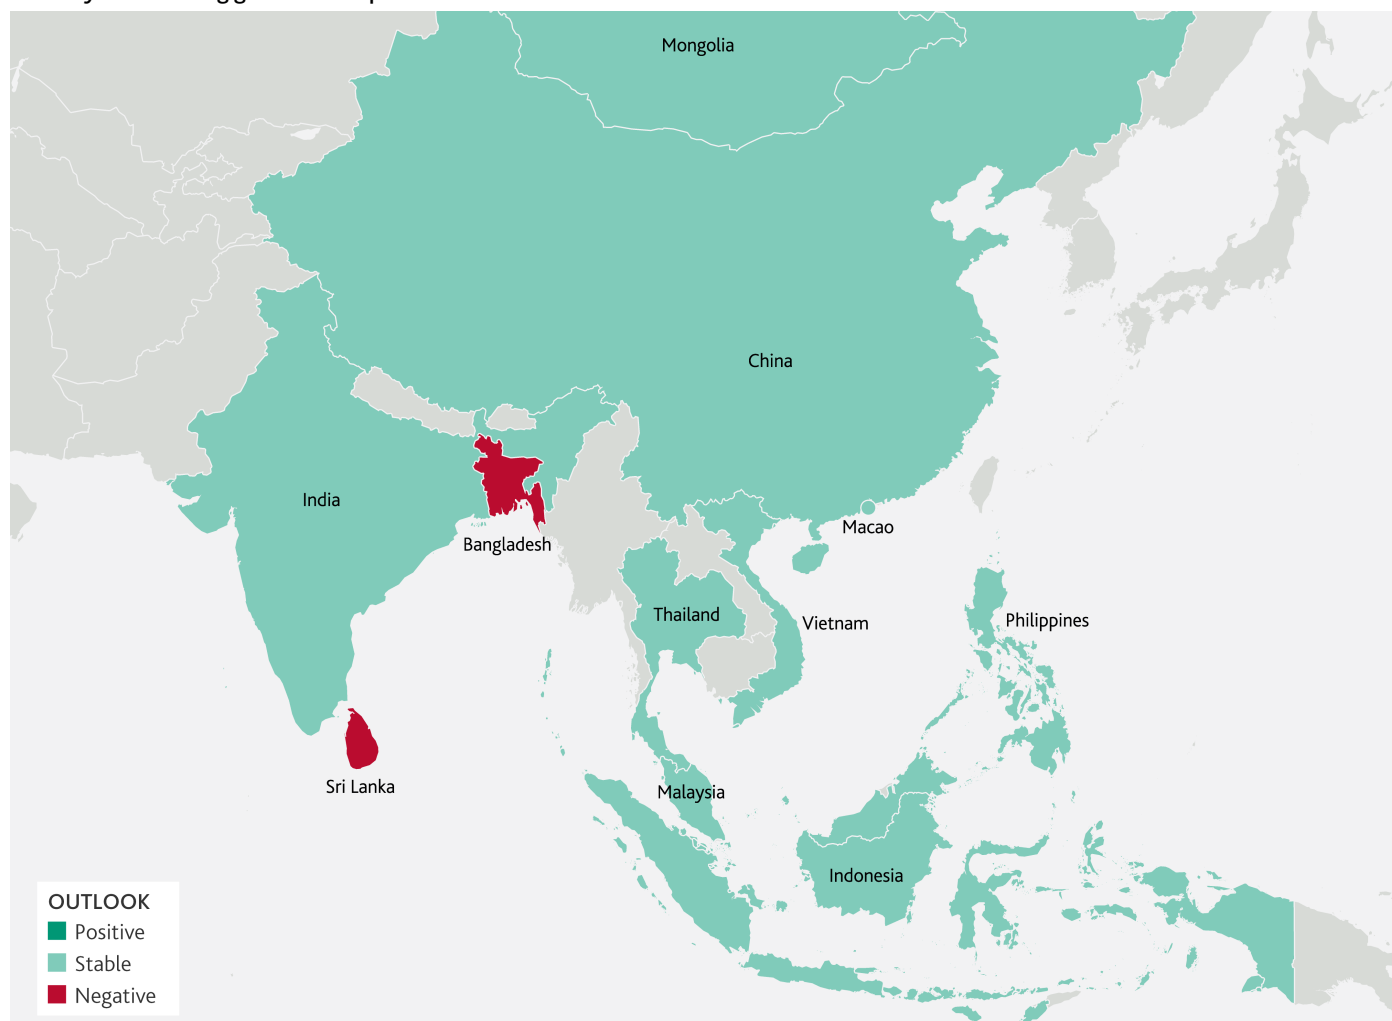 Mongolia
China
India
Macao
Bangladesh
Thailand
Vietnam
Philippines
Sri Lanka
Malaysia
Indonesia
OUTLOOK
Positive
Stable
Negative